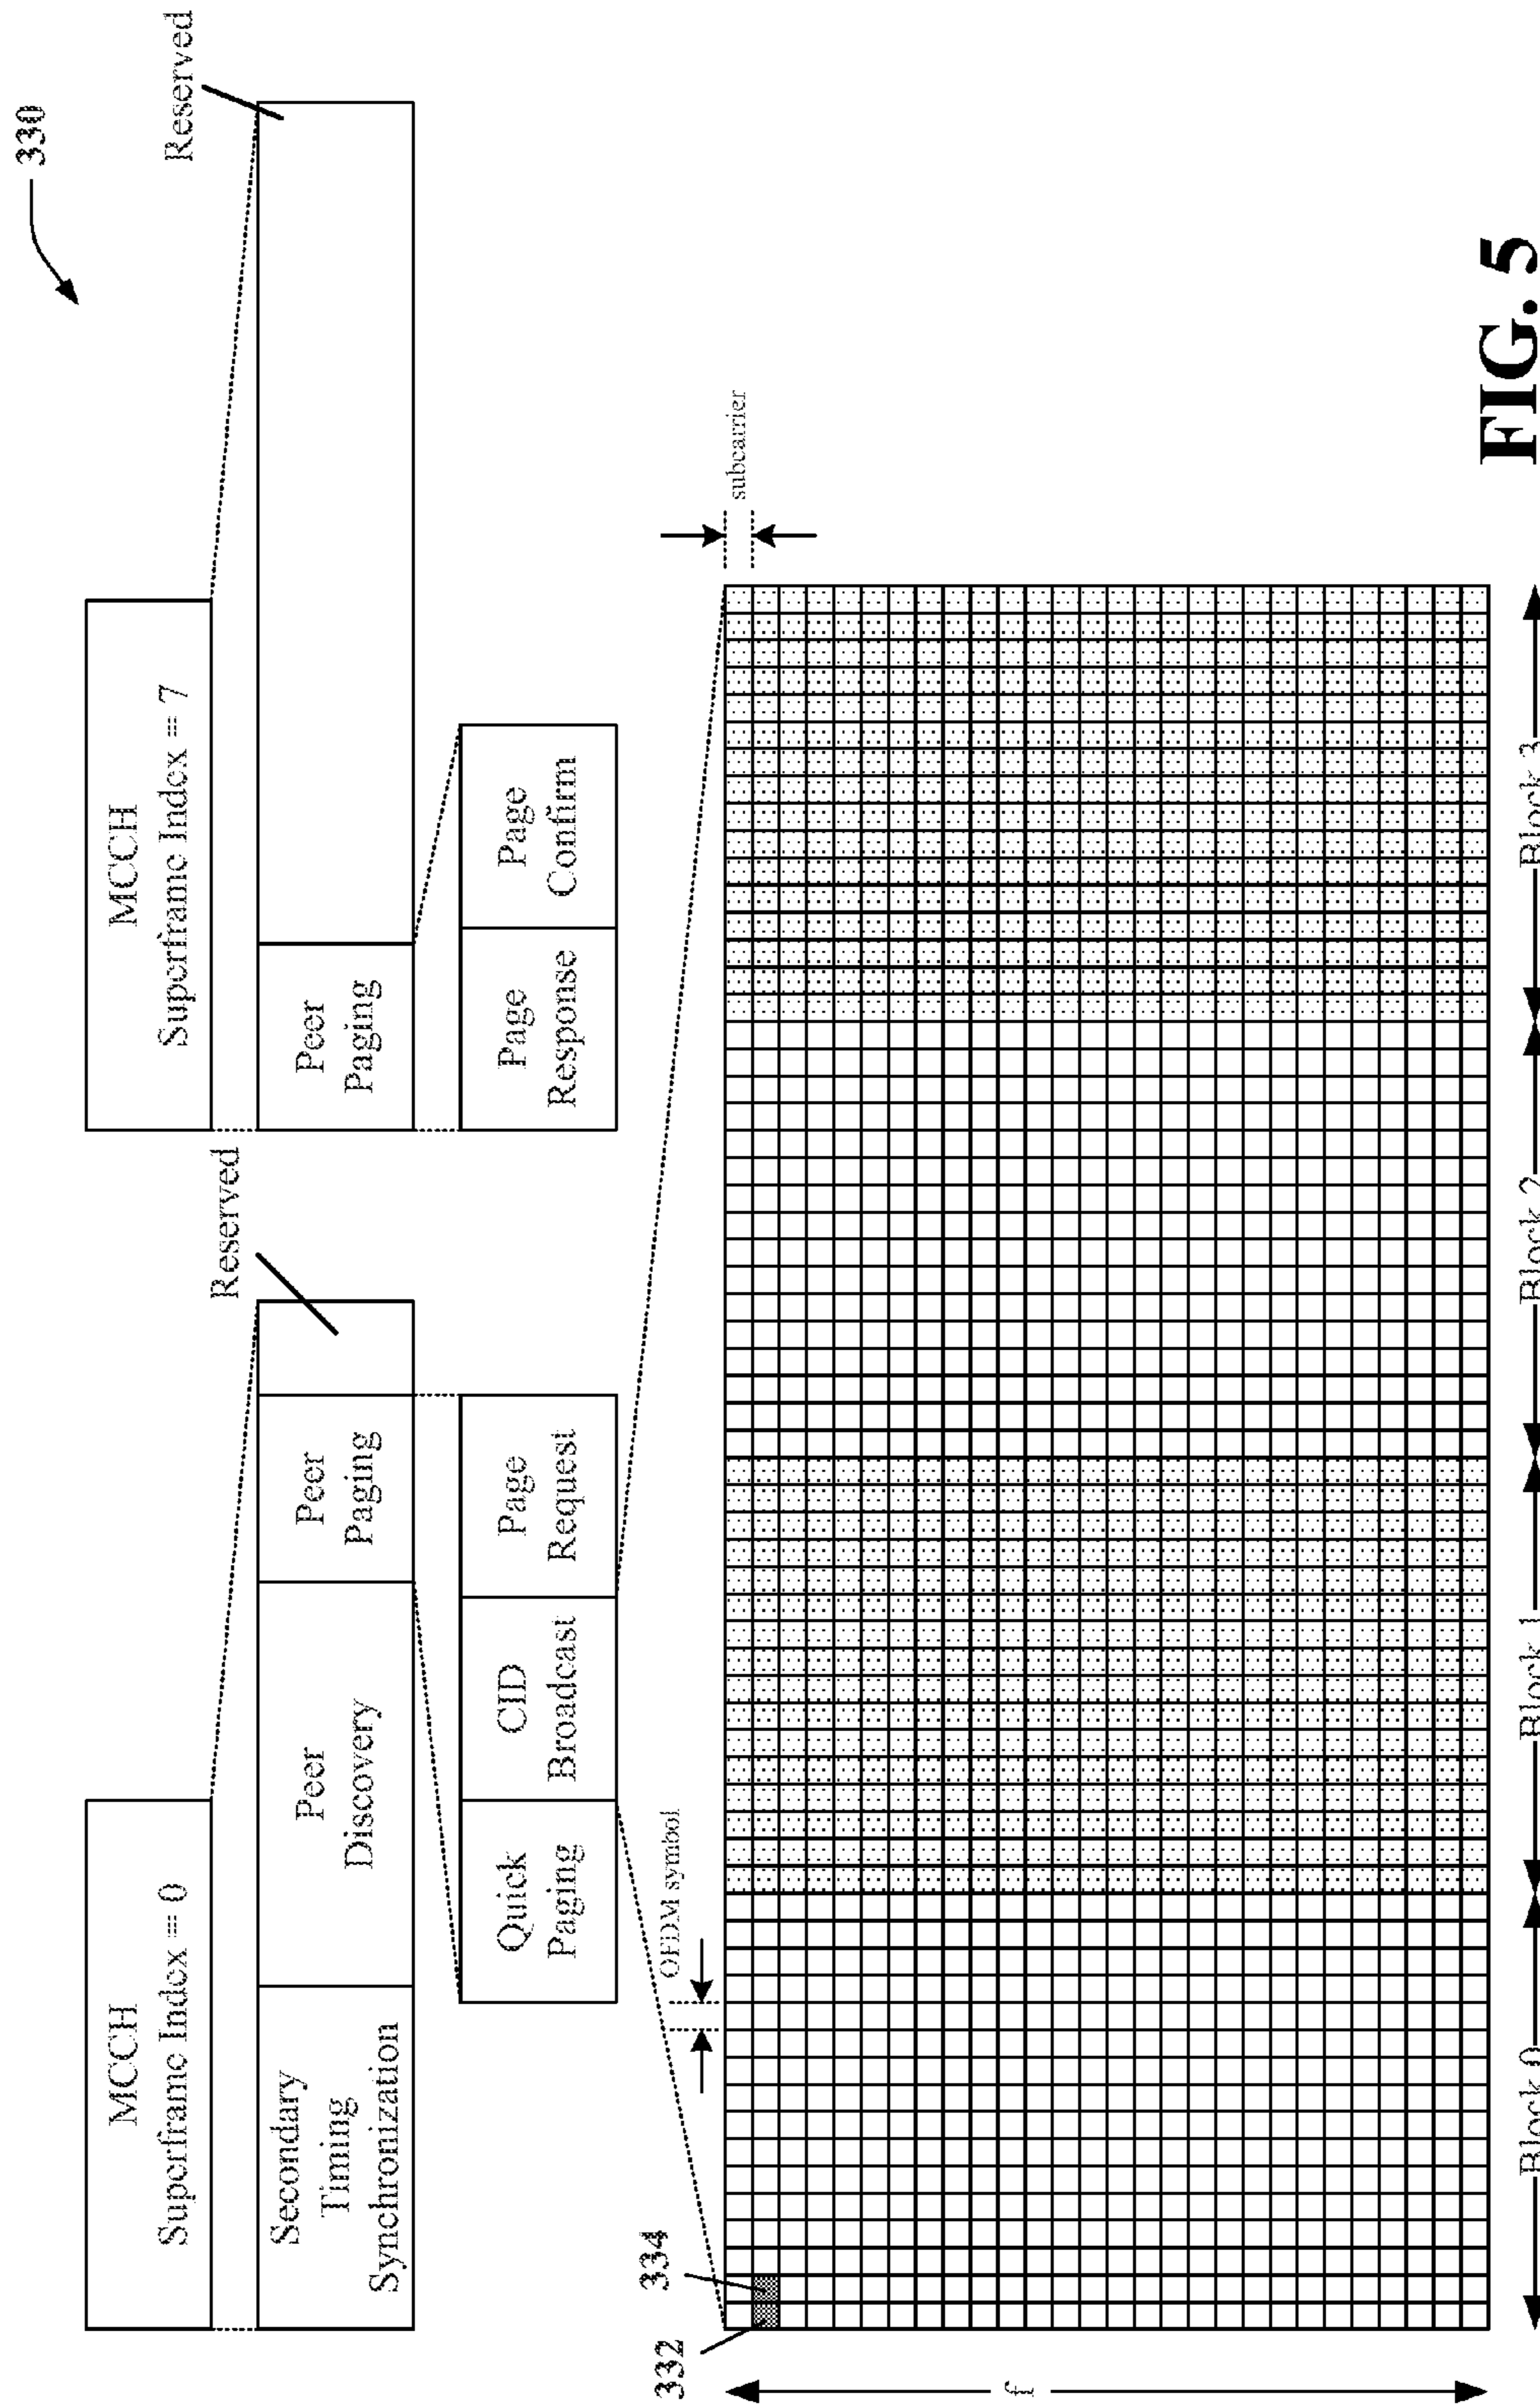 330
MCCH
Superframe Index = 0
MCCH
Superframe Index = 7
Reserved
Reserved
Secondary
Timing
Synchronization
Peer
Discovery
Peer
Paging
Peer
Paging
Quick
Paging
CID
Broadcast
Page
Request
Page
Response
Page
Confirm
OFDM symbol
subcarrier
332
334
f
Block 0
Block 1
Block 2
Block 3
FIG. 5